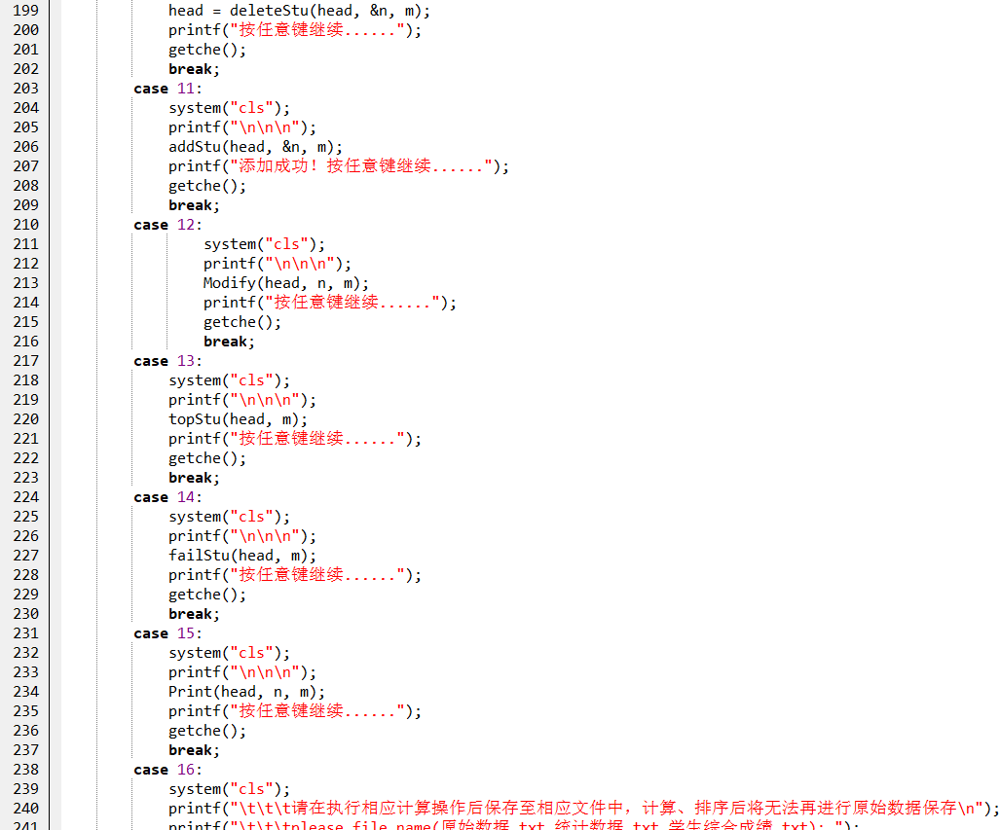 199 head = deleteStu(head, &n, m);
200 printf("按任意键继续......");
201 getche();
202 break;
203 case 11:
204 system("cls");
205 printf("\n\n\n");
206 addStu(head, &n, m);
207 printf("添加成功！按任意键继续......");
208 getche();
209 break;
210 case 12:
211 system("cls");
212 printf("\n\n\n");
213 Modify(head, n, m);
214 printf("按任意键继续......");
215 getche();
216 break;
217 case 13:
218 system("cls");
219 printf("\n\n\n");
220 topStu(head, m);
221 printf("按任意键继续......");
222 getche();
223 break;
224 case 14:
225 system("cls");
226 printf("\n\n\n");
227 failStu(head, m);
228 printf("按任意键继续......");
229 getche();
230 break;
231 case 15:
232 system("cls");
233 printf("\n\n\n");
234 Print(head, n, m);
235 printf("按任意键继续......");
236 getche();
237 break;
238 case 16:
239 system("cls");
240 printf("\t\t\t请在执行相应计算操作后保存至相应文件中，计算、排序后将无法再进行原始数据保存\n");
241 printf("\t\t\tplease file name(原始数据.txt 统计数据.txt 学生综合成绩.txt): ");